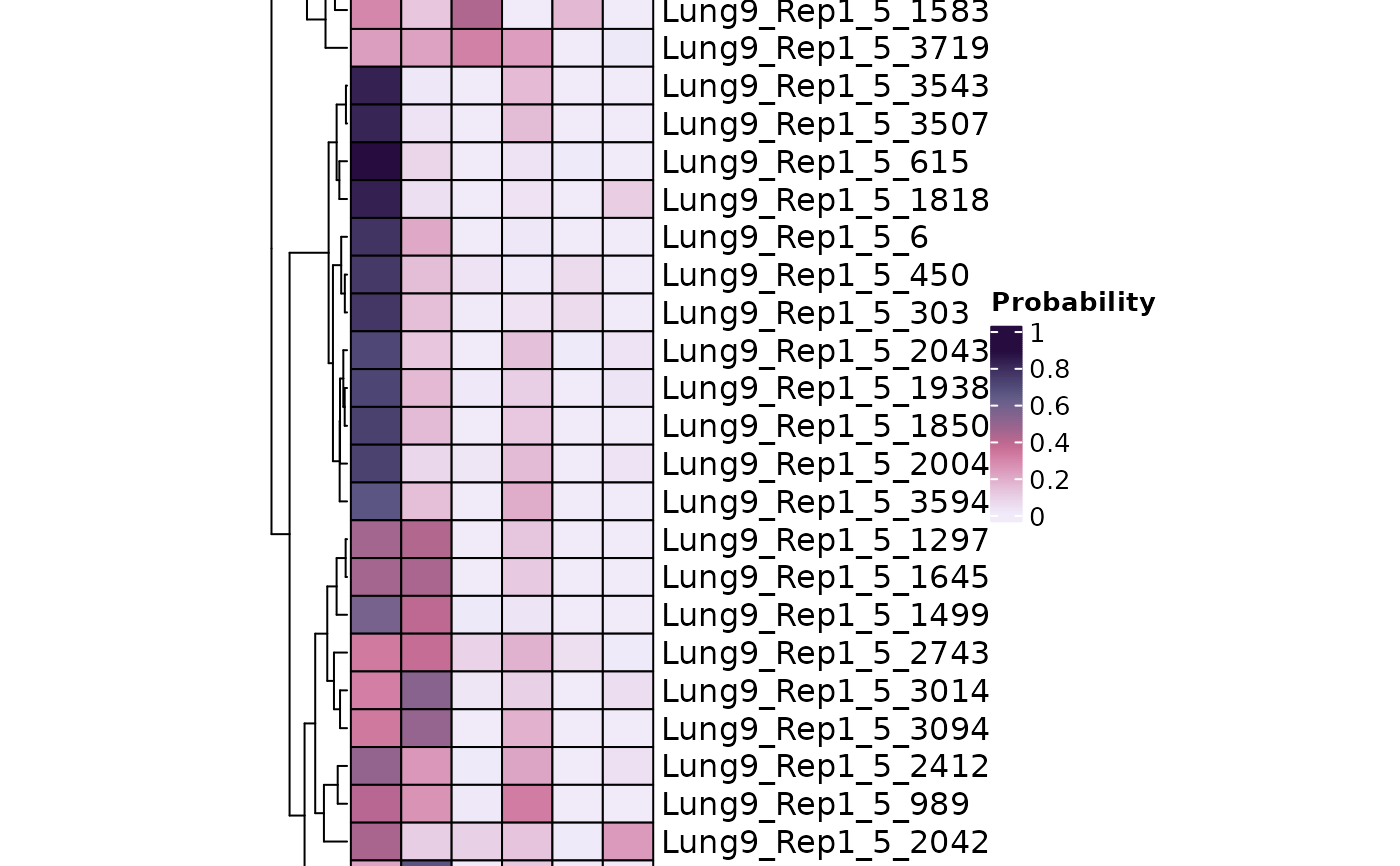 Lung9_Rep1_5_1583
Lung9_Rep1_5_3719
Lung9_Rep1_5_3543
Lung9_Rep1_5_3507
Lung9_Rep1_5_615
Lung9_Rep1_5_1818
Lung9_Rep1_5_6
Lung9_Rep1_5_450
Lung9_Rep1_5_303
Lung9_Rep1_5_2043
Lung9_Rep1_5_1938
Lung9_Rep1_5_1850
Lung9_Rep1_5_2004
Lung9_Rep1_5_3594
Lung9_Rep1_5_1297
Lung9_Rep1_5_1645
Lung9_Rep1_5_1499
Lung9_Rep1_5_2743
Lung9_Rep1_5_3014
Lung9_Rep1_5_3094
Lung9_Rep1_5_2412
Lung9_Rep1_5_989
Lung9_Rep1_5_2042
Probability
1
0.8
0.6
0.4
0.2
0